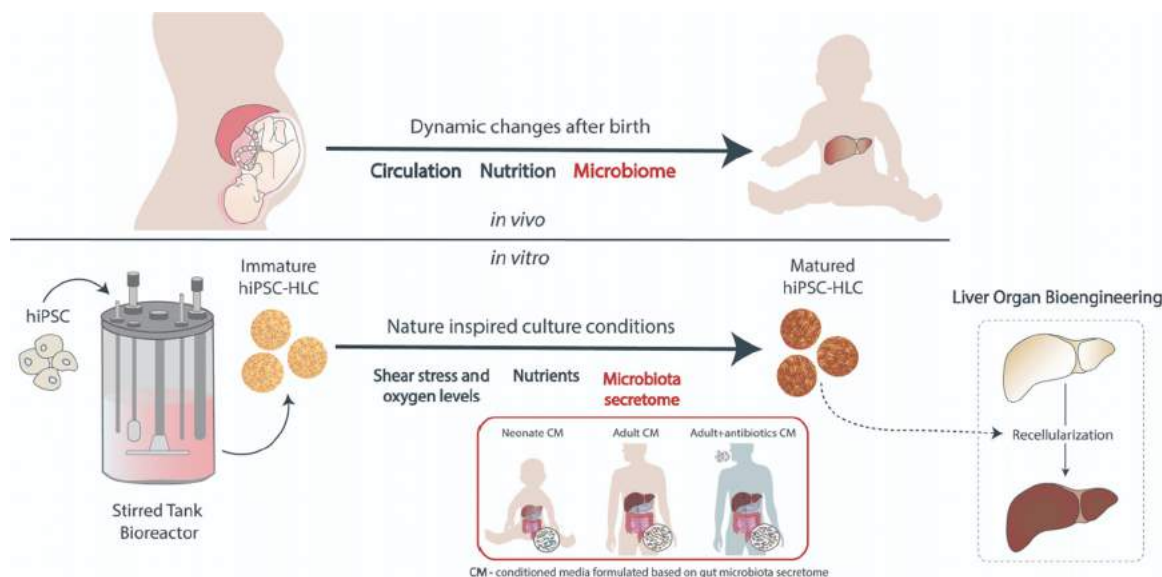 Dynamic changes after birth
Circulation Nutrition Microbiome
in vivo
in vitro
hiPSC
Immature
hiPSC-HLC
Matured
hiPSC-HLC
Liver Organ Bioengineering
Nature inspired culture conditions
Shear stress and
oxygen levels
Nutrients
Microbiota
secretome
Recellularization
Neonate CM
Adult CM
Adult+antibiotics CM
Stirred Tank
Bioreactor
CM - conditioned media formulated based on gut microbiota secretome